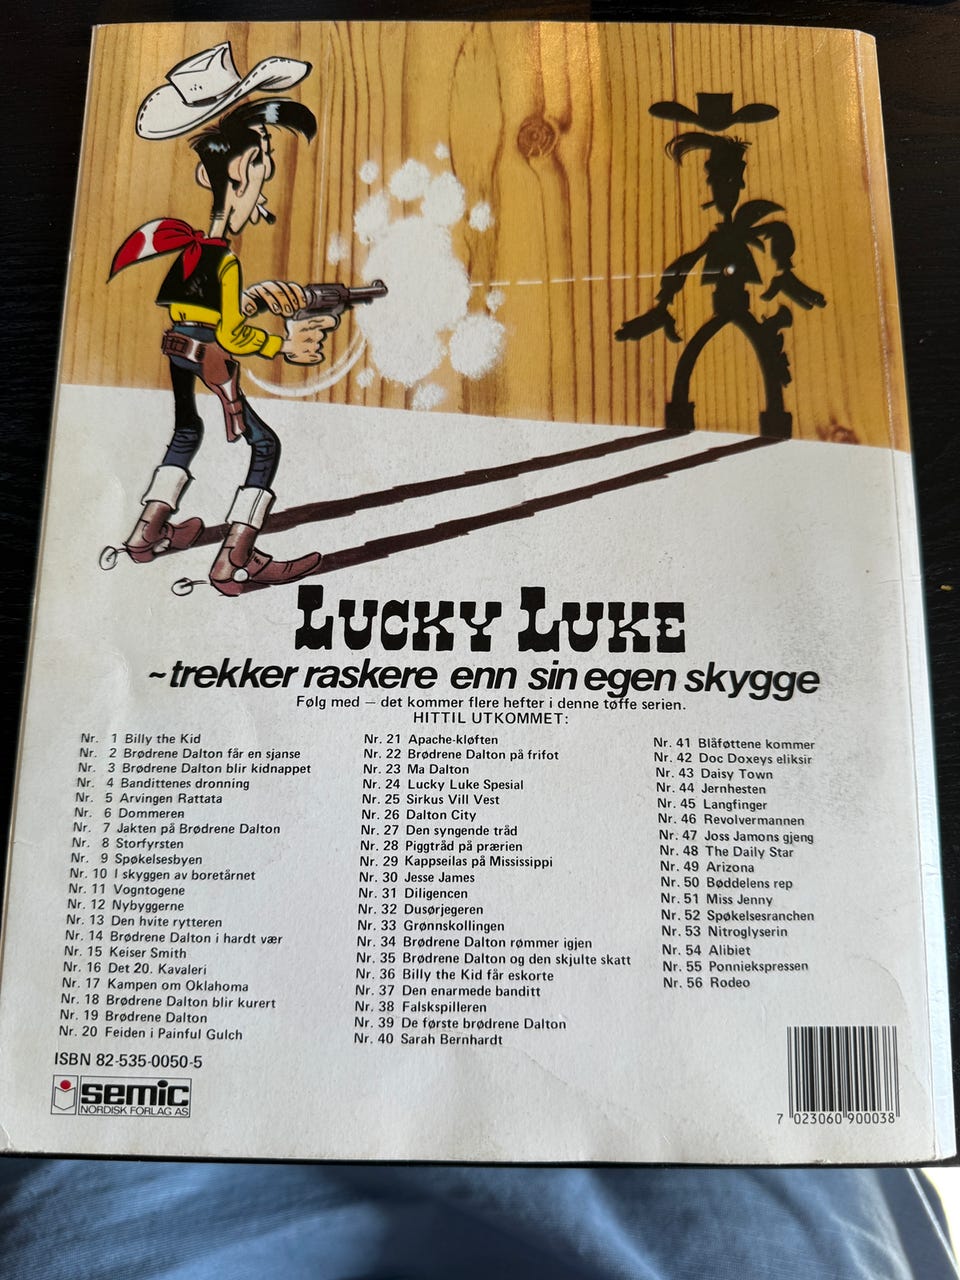 LUCKY LUKE
~trekker raskere enn sin egen skygge
Følg med — det kommer flere hefter i denne tøffe serien.
HITTIL UTKOMMET:
Nr. 1 Billy the Kid
Nr. 2 Brødrene Dalton får en sjanse
Nr. 3 Brødrene Dalton blir kidnappet
Nr. 4 Bandittenes dronning
Nr. 5 Arvingen Rattata
Nr. 6 Dommeren
Nr. 7 Jakten på Brødrene Dalton
Nr. 8 Storfyrsten
Nr. 9 Spøkelsesbyen
Nr. 10 I skyggen av boretårnet
Nr. 11 Vogntogene
Nr. 12 Nybyggerne
Nr. 13 Den hvite rytteren
Nr. 14 Brødrene Dalton i hardt vær
Nr. 15 Keiser Smith
Nr. 16 Det 20. Kavaleri
Nr. 17 Kampen om Oklahoma
Nr. 18 Brødrene Dalton blir kurert
Nr. 19 Brødrene Dalton
Nr. 20 Feiden i Painful Gulch
Nr. 21 Apache-kløften
Nr. 22 Brødrene Dalton på frifot
Nr. 23 Ma Dalton
Nr. 24 Lucky Luke Spesial
Nr. 25 Sirkus Vill Vest
Nr. 26 Dalton City
Nr. 27 Den syngende tråd
Nr. 28 Piggtråd på prærien
Nr. 29 Kappseilas på Mississippi
Nr. 30 Jesse James
Nr. 31 Diligencen
Nr. 32 Dusørjegeren
Nr. 33 Grønnskollingen
Nr. 34 Brødrene Dalton rømmer igjen
Nr. 35 Brødrene Dalton og den skjulte skatt
Nr. 36 Billy the Kid får eskorte
Nr. 37 Den enarmede banditt
Nr. 38 Falskspilleren
Nr. 39 De første brødrene Dalton
Nr. 40 Sarah Bernhardt
Nr. 41 Blåføttene kommer
Nr. 42 Doc Doxeys eliksir
Nr. 43 Daisy Town
Nr. 44 Jernhesten
Nr. 45 Langfinger
Nr. 46 Revolvermannen
Nr. 47 Joss Jamons gjeng
Nr. 48 The Daily Star
Nr. 49 Arizona
Nr. 50 Bøddelens rep
Nr. 51 Miss Jenny
Nr. 52 Spøkelsesranchen
Nr. 53 Nitroglyserin
Nr. 54 Alibiet
Nr. 55 Ponniekspressen
Nr. 56 Rodeo
ISBN 82-535-0050-5
semic
NORDISK FORLAG AS
7 023060 900038